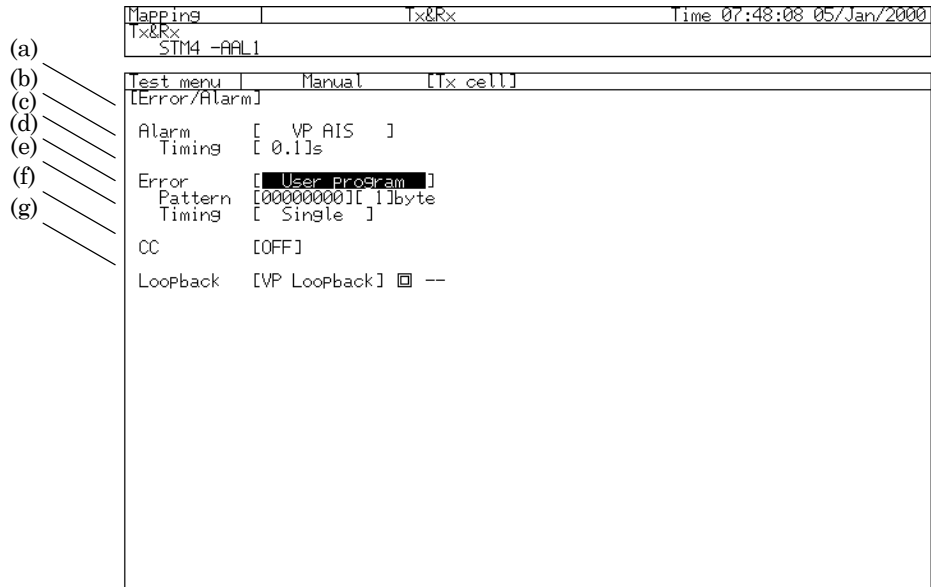 Mapping Tx&Rx Time 07:48:08 05/Jan/2000
Tx&Rx
STM4 -AAL1
(a)
(b)
(c)
(d)
(e)
(f)
(g)
Test menu Manual [Tx cell]
[Error/Alarm]
Alarm [ VP AIS ]
Timing [ 0.1]s
Error [ User program ]
Pattern [00000000][ 1]byte
Timing [ Single ]
CC [OFF]
Loopback [VP Loopback] --